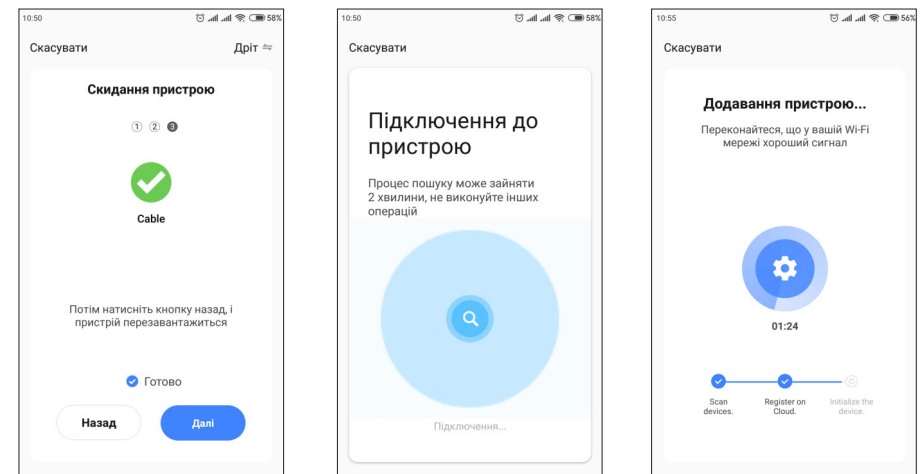 10:50
58%
Скасувати
Дріт
Скидання пристрою
1 2 3
Cable
Потім натисніть кнопку назад, і
пристрій перезавантажиться
Готово
Назад
Далі
10:50
58%
Скасувати
Підключення до
пристрою
Процес пошуку може зайняти
2 хвилини, не виконуйте інших
операцій
Підключення...
10:55
56%
Скасувати
Додавання пристрою...
Переконайтеся, що у вашій Wi-Fi
мережі хороший сигнал
01:24
Scan
devices.
Register on
Cloud.
Initialize the
device.